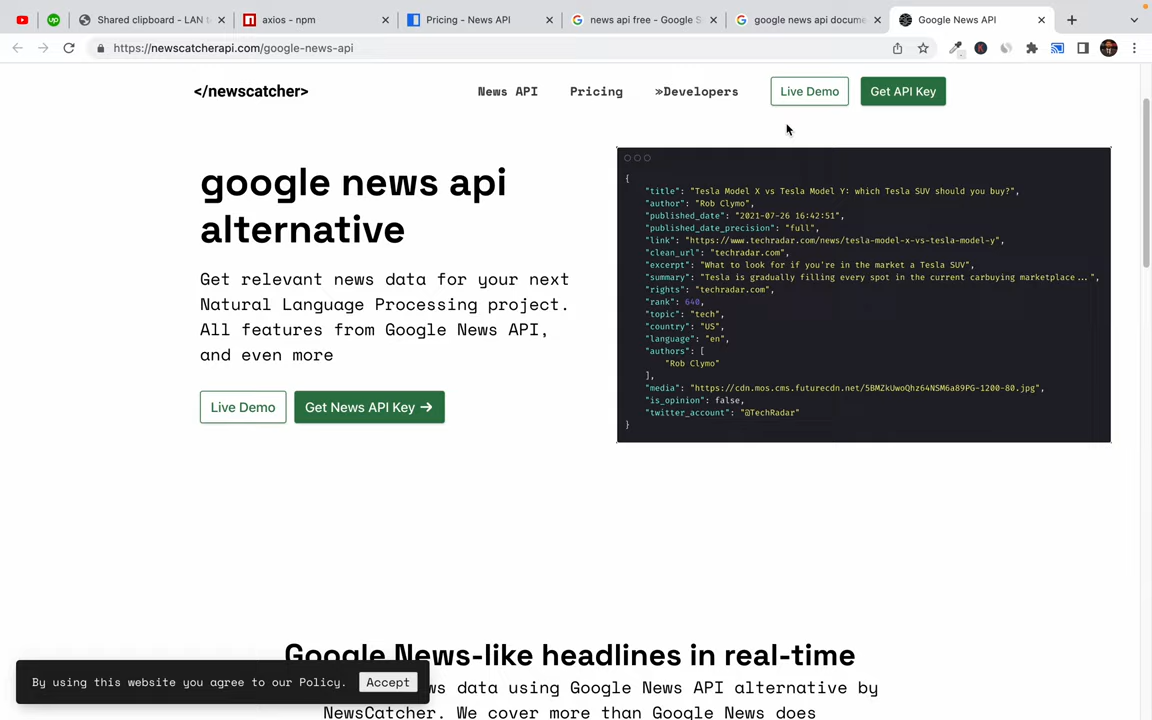 Shared clipboard - LAN t
axios - npm
Pricing - News API
news api free - Google S
google news api docume
Google News API
https://newscatcherapi.com/google-news-api
</newscatcher>
News API
Pricing
»Developers
Live Demo
Get API Key
google news api
alternative
Get relevant news data for your next
Natural Language Processing project.
All features from Google News API,
and even more
Live Demo
Get News API Key →
{
"title": "Tesla Model X vs Tesla Model Y: which Tesla SUV should you buy?",
"author": "Rob Clymo",
"published_date": "2021-07-26 16:42:51",
"published_date_precision": "full",
"link": "https://www.techradar.com/news/tesla-model-x-vs-tesla-model-y",
"clean_url": "techradar.com",
"excerpt": "What to look for if you're in the market a Tesla SUV",
"summary": "Tesla is gradually filling every spot in the current carbuying marketplace...",
"rights": "techradar.com",
"rank": 640,
"topic": "tech",
"country": "US",
"language": "en",
"authors": [
"Rob Clymo"
],
"media": "https://cdn.mos.cms.futurecdn.net/5BMZkUwoQhz64NSM6a89PG-1200-80.jpg",
"is_opinion": false,
"twitter_account": "@TechRadar"
}
Google News-like headlines in real-time
ws data using Google News API alternative by
NewsCatcher. We cover more than Google News does
By using this website you agree to our Policy.
Accept